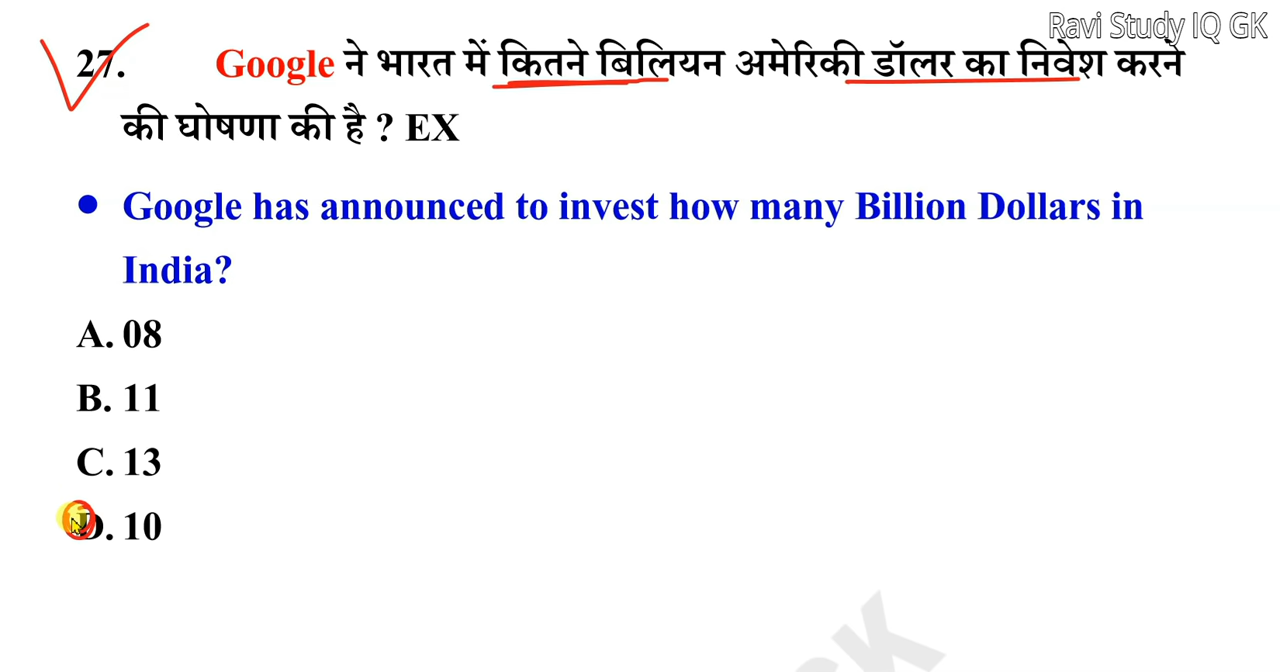 Ravi Study IQ GK
27. Google ने भारत में कितने बिलियन अमेरिकी डॉलर का निवेश करने
की घोषणा की है ? EX
• Google has announced to invest how many Billion Dollars in
India?
A. 08
B. 11
C. 13
D. 10
GK